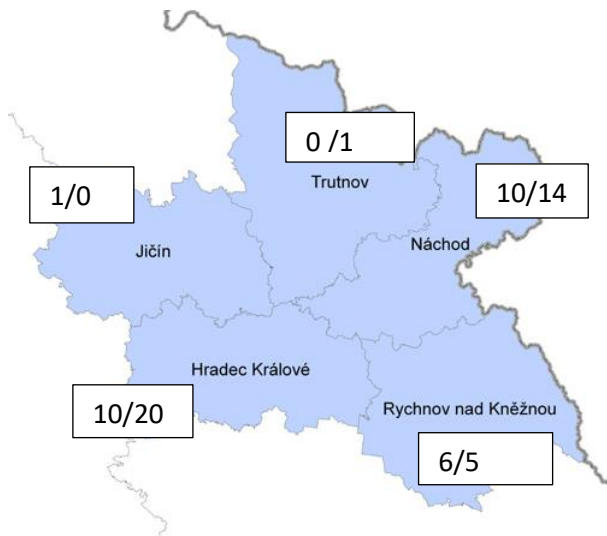 0 /1
Trutnov
1/0
10/14
Náchod
Jičín
Hradec Králové
Rychnov nad Kněžnou
10/20
6/5